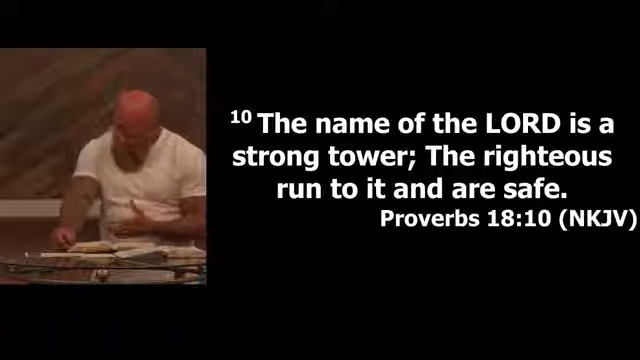 10 The name of the LORD is a
strong tower; The righteous
run to it and are safe.
Proverbs 18:10 (NKJV)